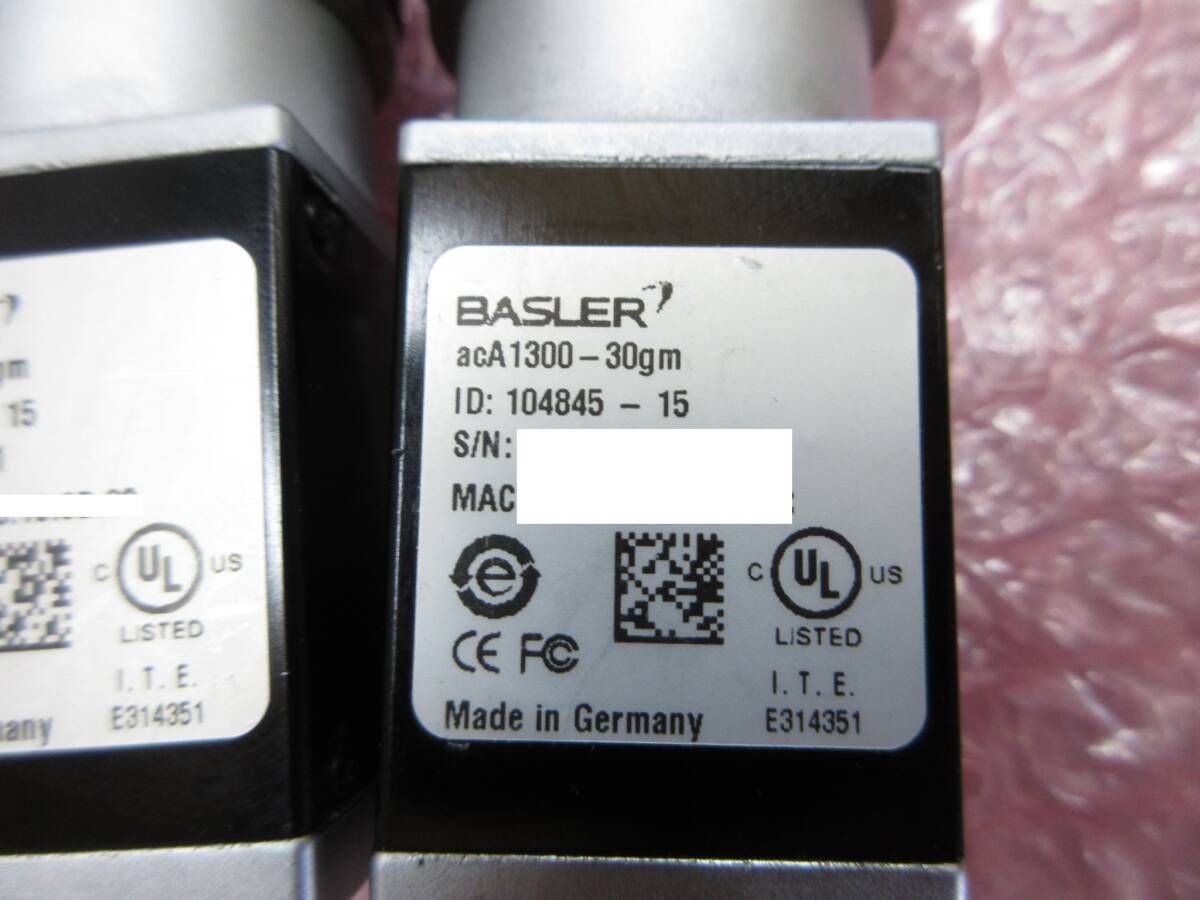 BASLER
acA1300-30gm
ID: 104845 - 15
S/N:
MAC
C UL US
LISTED
CE FC
I. T. E.
Made in Germany E314351
gm
15
C UL US
LISTED
I. T. E.
E314351